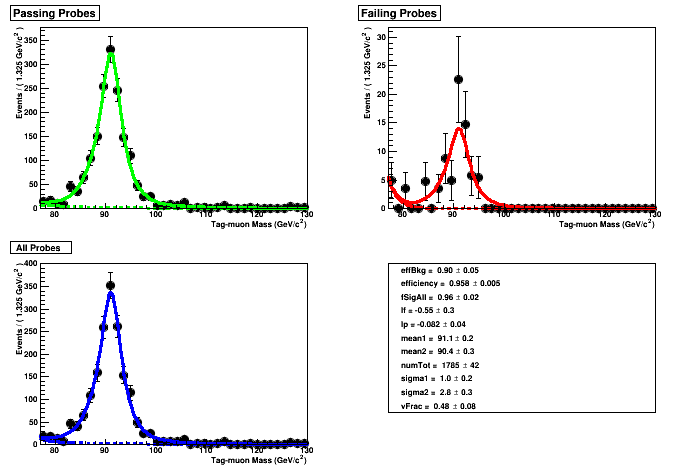 Passing Probes
Events / ( 1.325 GeV/c² )
350
300
250
200
150
100
50
0
80 90 100 110 120 130
Tag-muon Mass (GeV/c²)
Failing Probes
Events / ( 1.325 GeV/c² )
30
25
20
15
10
5
0
80 90 100 110 120 130
Tag-muon Mass (GeV/c²)
All Probes
Events / ( 1.325 GeV/c² )
400
350
300
250
200
150
100
50
0
80 90 100 110 120 130
Tag-muon Mass (GeV/c²)
effBkg = 0.90 ± 0.05
efficiency = 0.958 ± 0.005
fSigAll = 0.96 ± 0.02
lf = -0.55 ± 0.3
lp = -0.082 ± 0.04
mean1 = 91.1 ± 0.2
mean2 = 90.4 ± 0.3
numTot = 1785 ± 42
sigma1 = 1.0 ± 0.2
sigma2 = 2.8 ± 0.3
vFrac = 0.48 ± 0.08